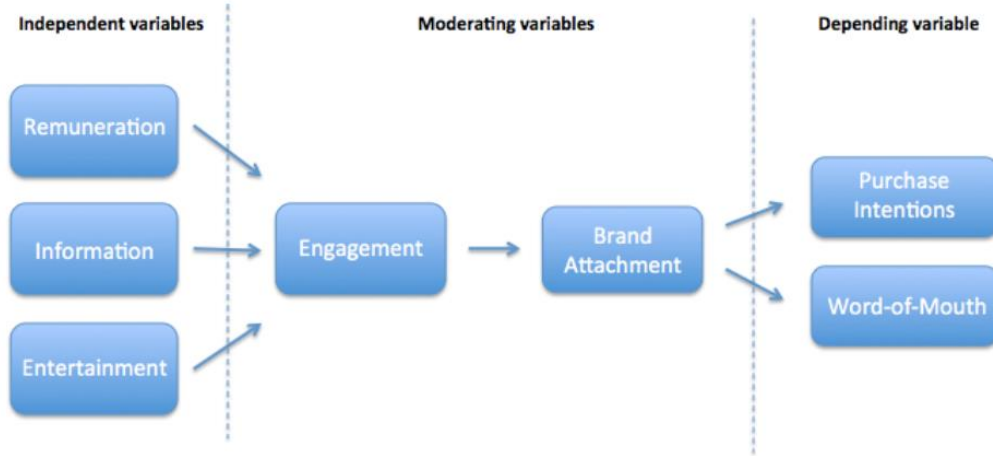 Independent variables
Moderating variables
Depending variable
Remuneration
Information
Entertainment
Engagement
Brand
Attachment
Purchase
Intentions
Word-of-Mouth